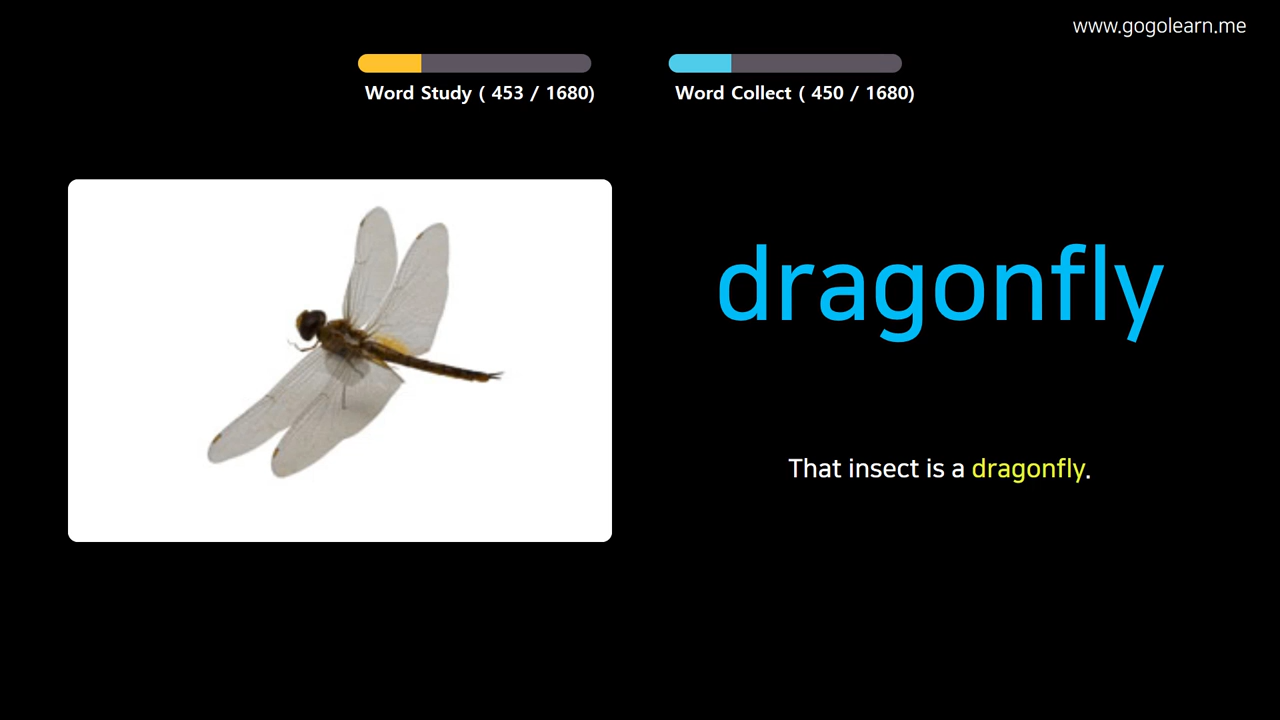 www.gogolearn.me
Word Study ( 453 / 1680)
Word Collect ( 450 / 1680)
dragonfly
That insect is a dragonfly.